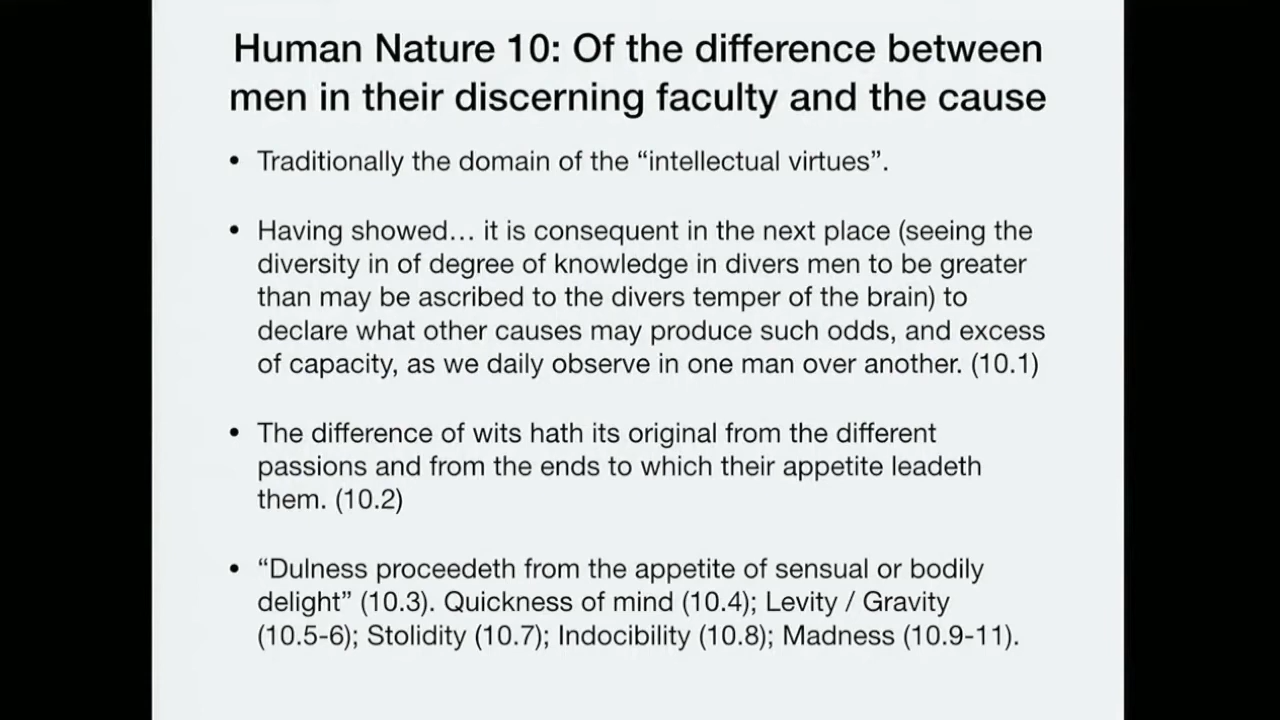 Human Nature 10: Of the difference between
men in their discerning faculty and the cause
• Traditionally the domain of the “intellectual virtues”.
• Having showed… it is consequent in the next place (seeing the
diversity in of degree of knowledge in divers men to be greater
than may be ascribed to the divers temper of the brain) to
declare what other causes may produce such odds, and excess
of capacity, as we daily observe in one man over another. (10.1)
• The difference of wits hath its original from the different
passions and from the ends to which their appetite leadeth
them. (10.2)
• “Dulness proceedeth from the appetite of sensual or bodily
delight” (10.3). Quickness of mind (10.4); Levity / Gravity
(10.5-6); Stolidity (10.7); Indocibility (10.8); Madness (10.9-11).